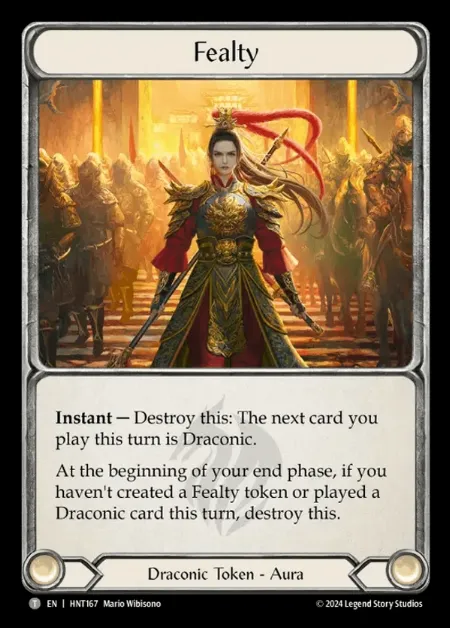 Fealty
Instant — Destroy this: The next card you
play this turn is Draconic.
At the beginning of your end phase, if you
haven't created a Fealty token or played a
Draconic card this turn, destroy this.
Draconic Token - Aura
T EN | HNT167 Mario Wibisono © 2024 Legend Story Studios